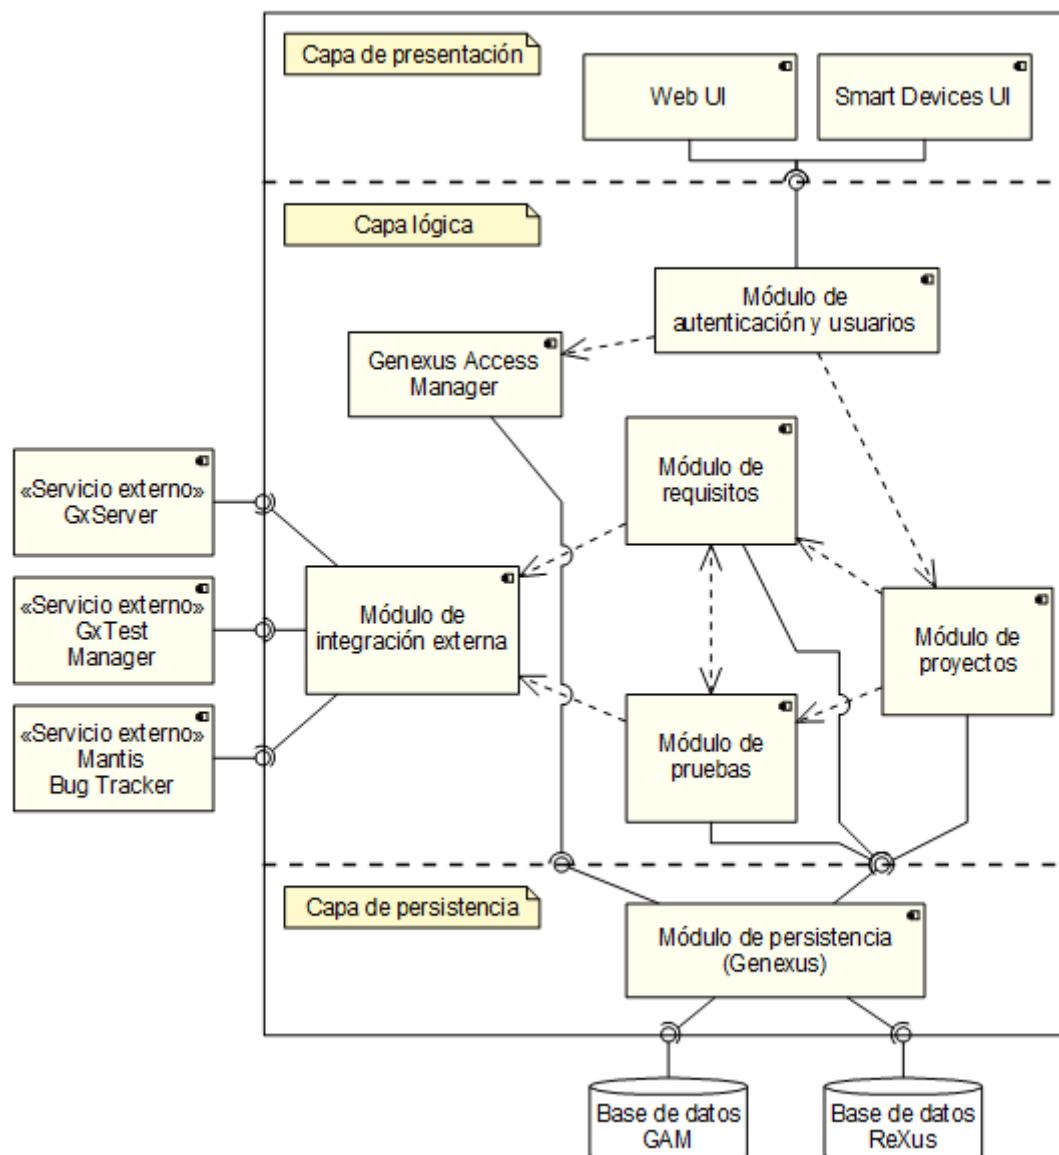 Capa de presentación
Web UI
Smart Devices UI
Capa lógica
Módulo de
autenticación y usuarios
Genexus Access
Manager
Módulo de
requisitos
«Servicio externo»
GxServer
Módulo de
integración externa
«Servicio externo»
GxTest
Manager
Módulo de
proyectos
«Servicio externo»
Mantis
Bug Tracker
Módulo de
pruebas
Capa de persistencia
Módulo de persistencia
(Genexus)
Base de datos
GAM
Base de datos
ReXus